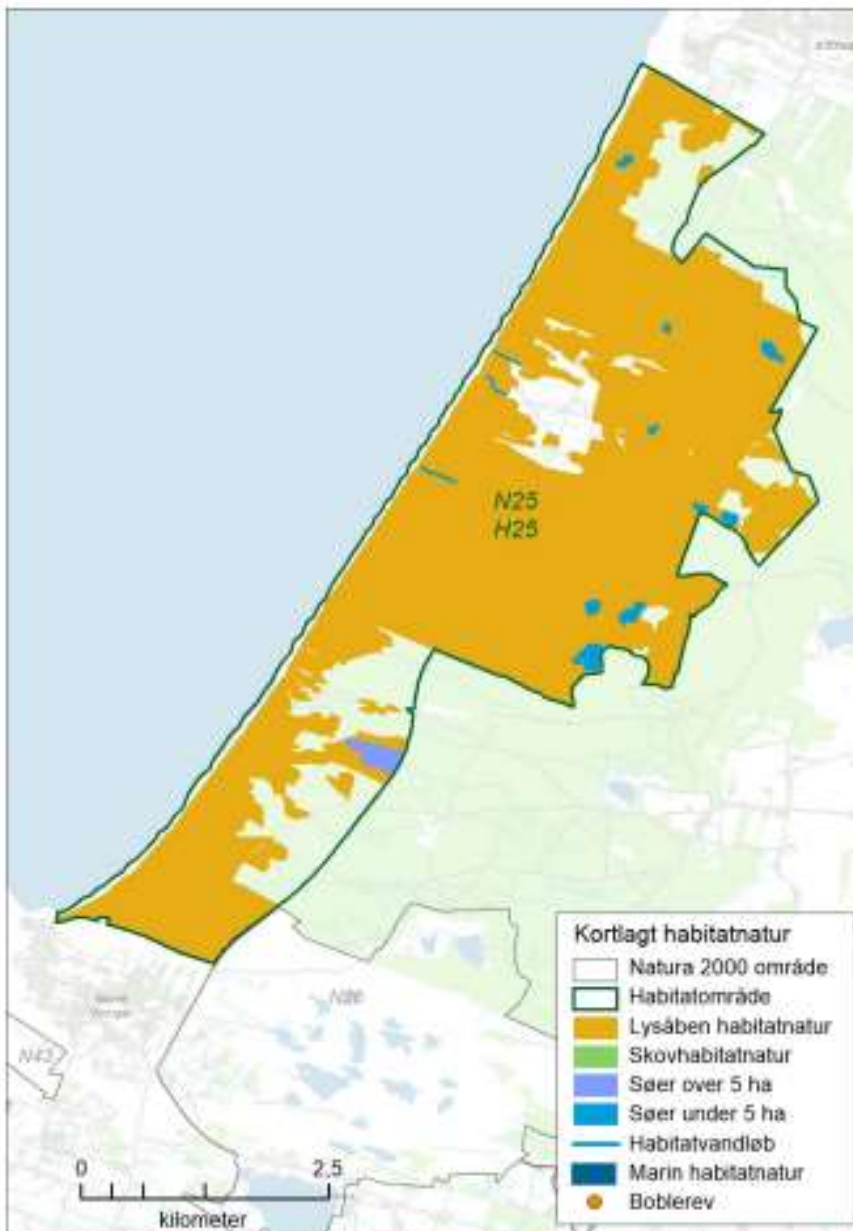 N25
H25
N26
N43
Kortlagt habitatnatur
Natura 2000 område
Habitatområde
Lysåben habitatnatur
Skovhabitatnatur
Søer over 5 ha
Søer under 5 ha
Habitatvandløb
Marin habitatnatur
Boblerev
0
2,5
kilometer